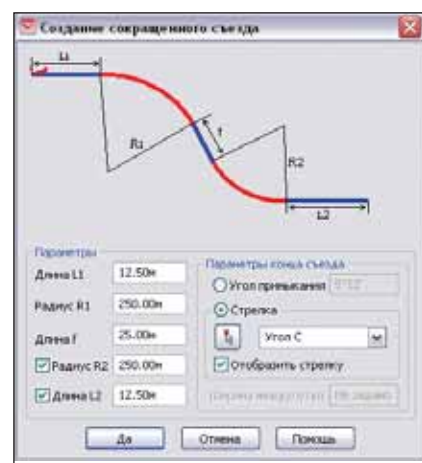 Создание сокращенного съезда
L1
R1
f
R2
L2
Параметры
Длина L1 12.50м
Радиус R1 250.00м
Длина f 25.00м
Радиус R2 250.00м
Длина L2 12.50м
Параметры конца съезда
Угол примыкания
Стрелка
Угол C
Отобразить стрелку
Да Отмена Помощь